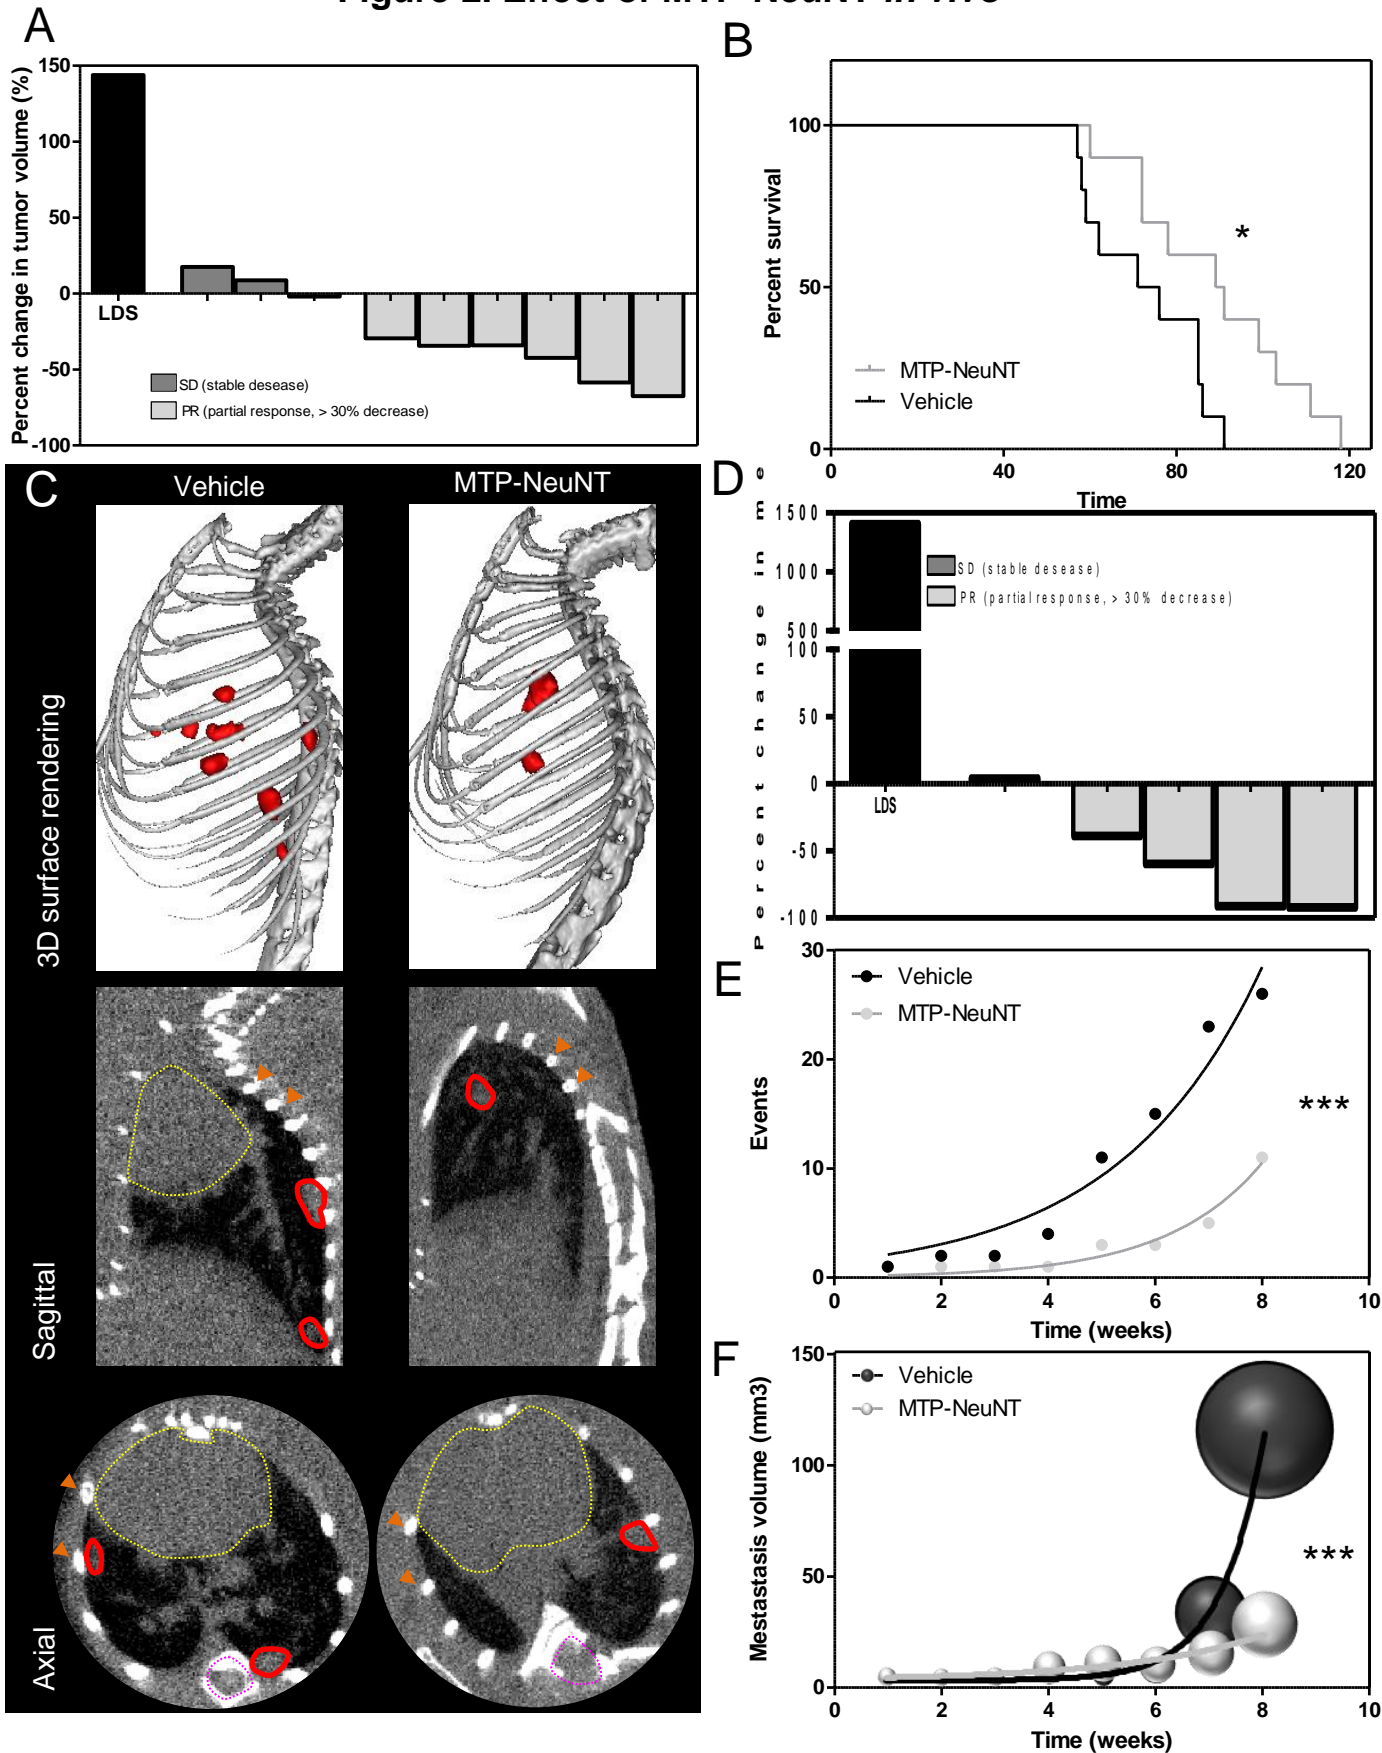 A
Percent change in tumor volume (%)
150
100
50
0
-50
-100
LDS
SD (stable desease)
PR (partial response, > 30% decrease)
B
Percent survival
100
50
0
MTP-NeuNT
Vehicle
*
0
40
80
120
Time
C
Vehicle
MTP-NeuNT
3D surface rendering
Sagittal
Axial
D
Percent change in me
1500
1000
500
100
50
0
-50
-100
LDS
SD (stable desease)
PR (partial response, > 30% decrease)
E
Events
30
20
10
0
Vehicle
MTP-NeuNT
***
0
2
4
6
8
10
Time (weeks)
F
Mestastasis volume (mm3)
150
100
50
0
Vehicle
MTP-NeuNT
***
0
2
4
6
8
10
Time (weeks)